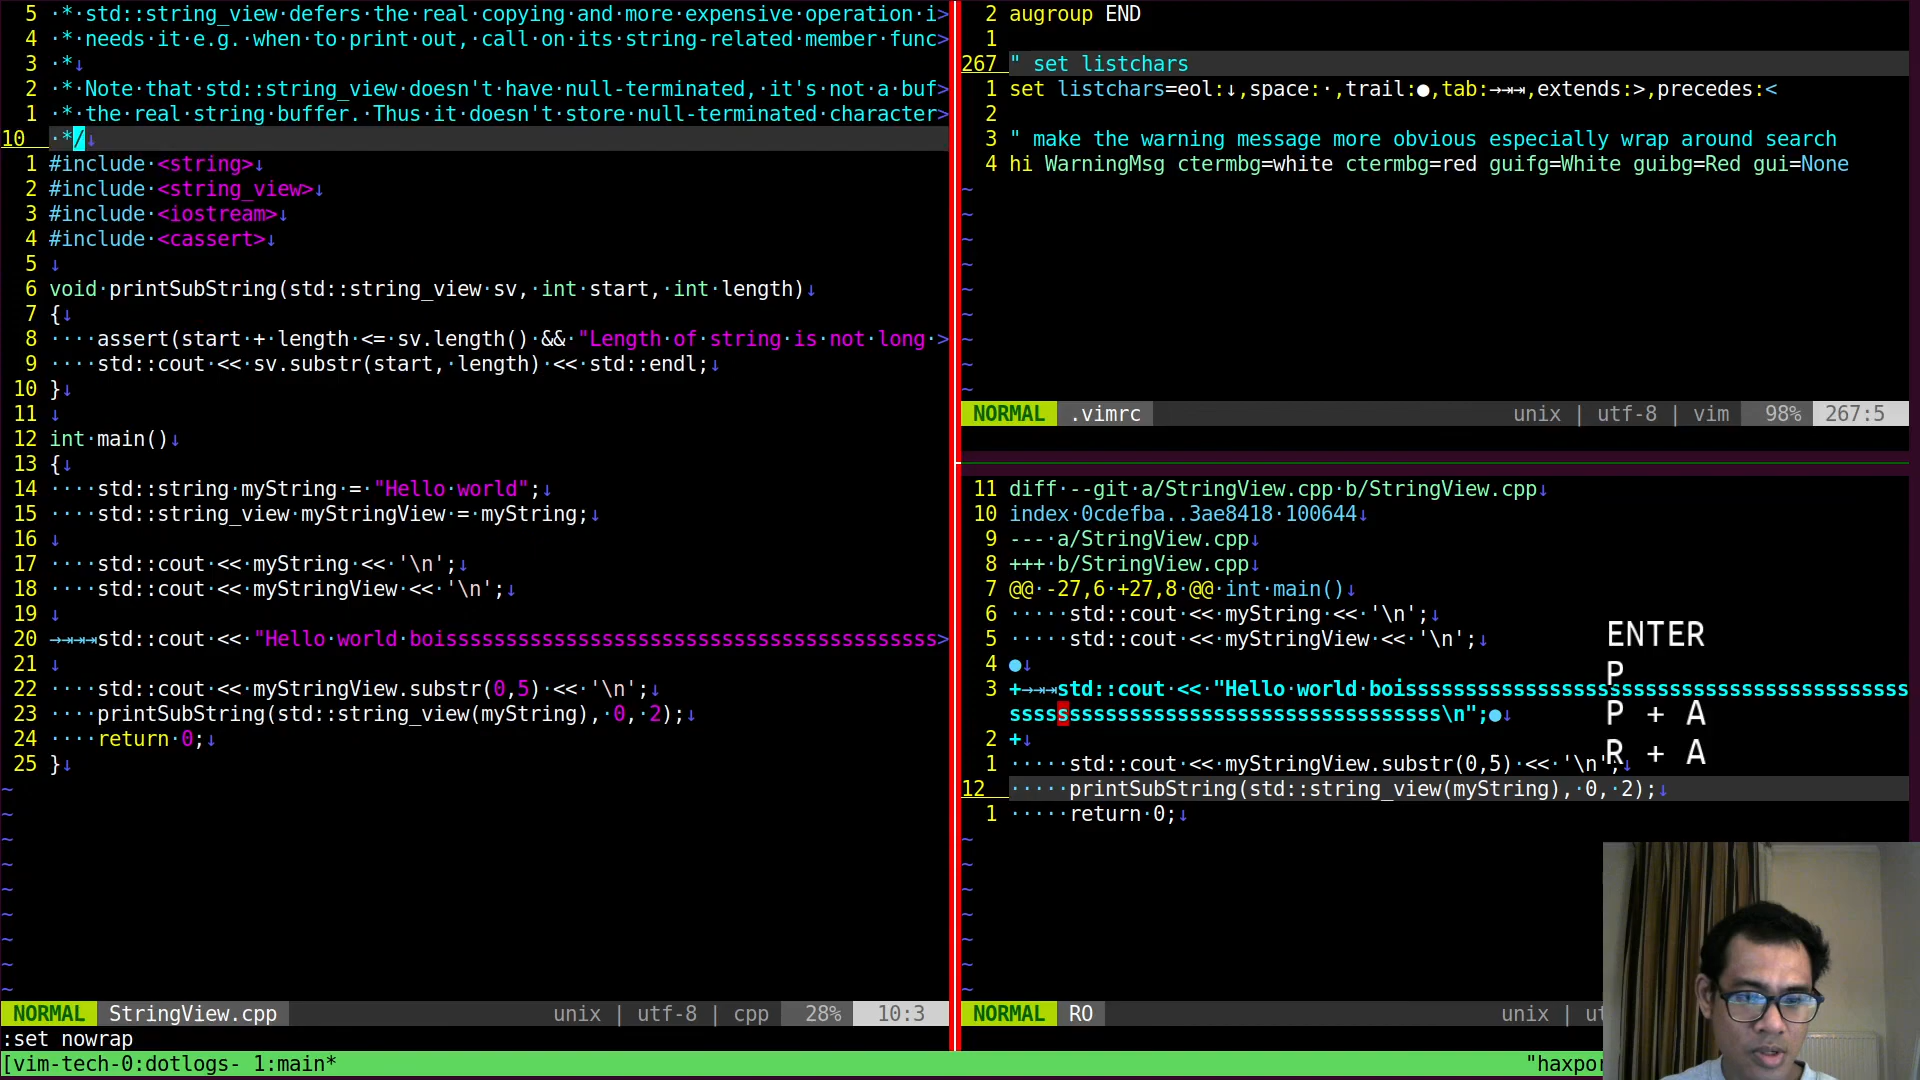 5 ·*·std::string_view·defers·the·real·copying·and·more·expensive·operation·i>
4 ·*·needs·it·e.g.·when·to·print·out,·call·on·its·string-related·member·func>
3 ·*↓
2 ·*·Note·that·std::string_view·doesn't·have·null-terminated,·it's·not·a·buf>
1 ·*·the·real·string·buffer.·Thus·it·doesn't·store·null-terminated·character>
10 ·*/↓
1 #include·<string>↓
2 #include·<string_view>↓
3 #include·<iostream>↓
4 #include·<cassert>↓
5 ↓
6 void·printSubString(std::string_view·sv,·int·start,·int·length)↓
7 {↓
8 ····assert(start·+·length·<=·sv.length()·&&·"Length·of·string·is·not·long·>
9 ····std::cout·<<·sv.substr(start,·length)·<<·std::endl;↓
10 }↓
11 ↓
12 int·main()↓
13 {↓
14 ····std::string·myString·=·"Hello·world";↓
15 ····std::string_view·myStringView·=·myString;↓
16 ↓
17 ····std::cout·<<·myString·<<·'\n';↓
18 ····std::cout·<<·myStringView·<<·'\n';↓
19 ↓
20 →⇥⇥⇥std::cout·<<·"Hello·world·boisssssssssssssssssssssssssssssssssssssssss>
21 ↓
22 ····std::cout·<<·myStringView.substr(0,5)·<<·'\n';↓
23 ····printSubString(std::string_view(myString),·0,·2);↓
24 ····return·0;↓
25 }↓
NORMAL StringView.cpp unix | utf-8 | cpp 28% 10:3
:set nowrap
[vim-tech-0:dotlogs- 1:main*
2 augroup END
1
267 " set listchars
1 set listchars=eol:↓,space:·,trail:●,tab:→⇥⇥,extends:>,precedes:<
2
3 " make the warning message more obvious especially wrap around search
4 hi WarningMsg ctermbg=white ctermbg=red guifg=White guibg=Red gui=None
NORMAL .vimrc unix | utf-8 | vim 98% 267:5
11 diff·--git·a/StringView.cpp·b/StringView.cpp↓
10 index·0cdefba..3ae8418·100644↓
9 ---·a/StringView.cpp↓
8 +++·b/StringView.cpp↓
7 @@·-27,6·+27,8·@@·int·main()↓
6 ·····std::cout·<<·myString·<<·'\n';↓
5 ·····std::cout·<<·myStringView·<<·'\n';↓
4 ●↓
3 +→⇥⇥std::cout·<<·"Hello·world·boisssssssssssssssssssssssssssssssssssssssssss
ssssssssssssssssssssssssssssssssssss\n";●↓
2 +↓
1 ·····std::cout·<<·myStringView.substr(0,5)·<<·'\n';↓
12 ·····printSubString(std::string_view(myString),·0,·2);↓
1 ·····return·0;↓
ENTER
P
P + A
R + A
NORMAL RO unix |
"haxpor